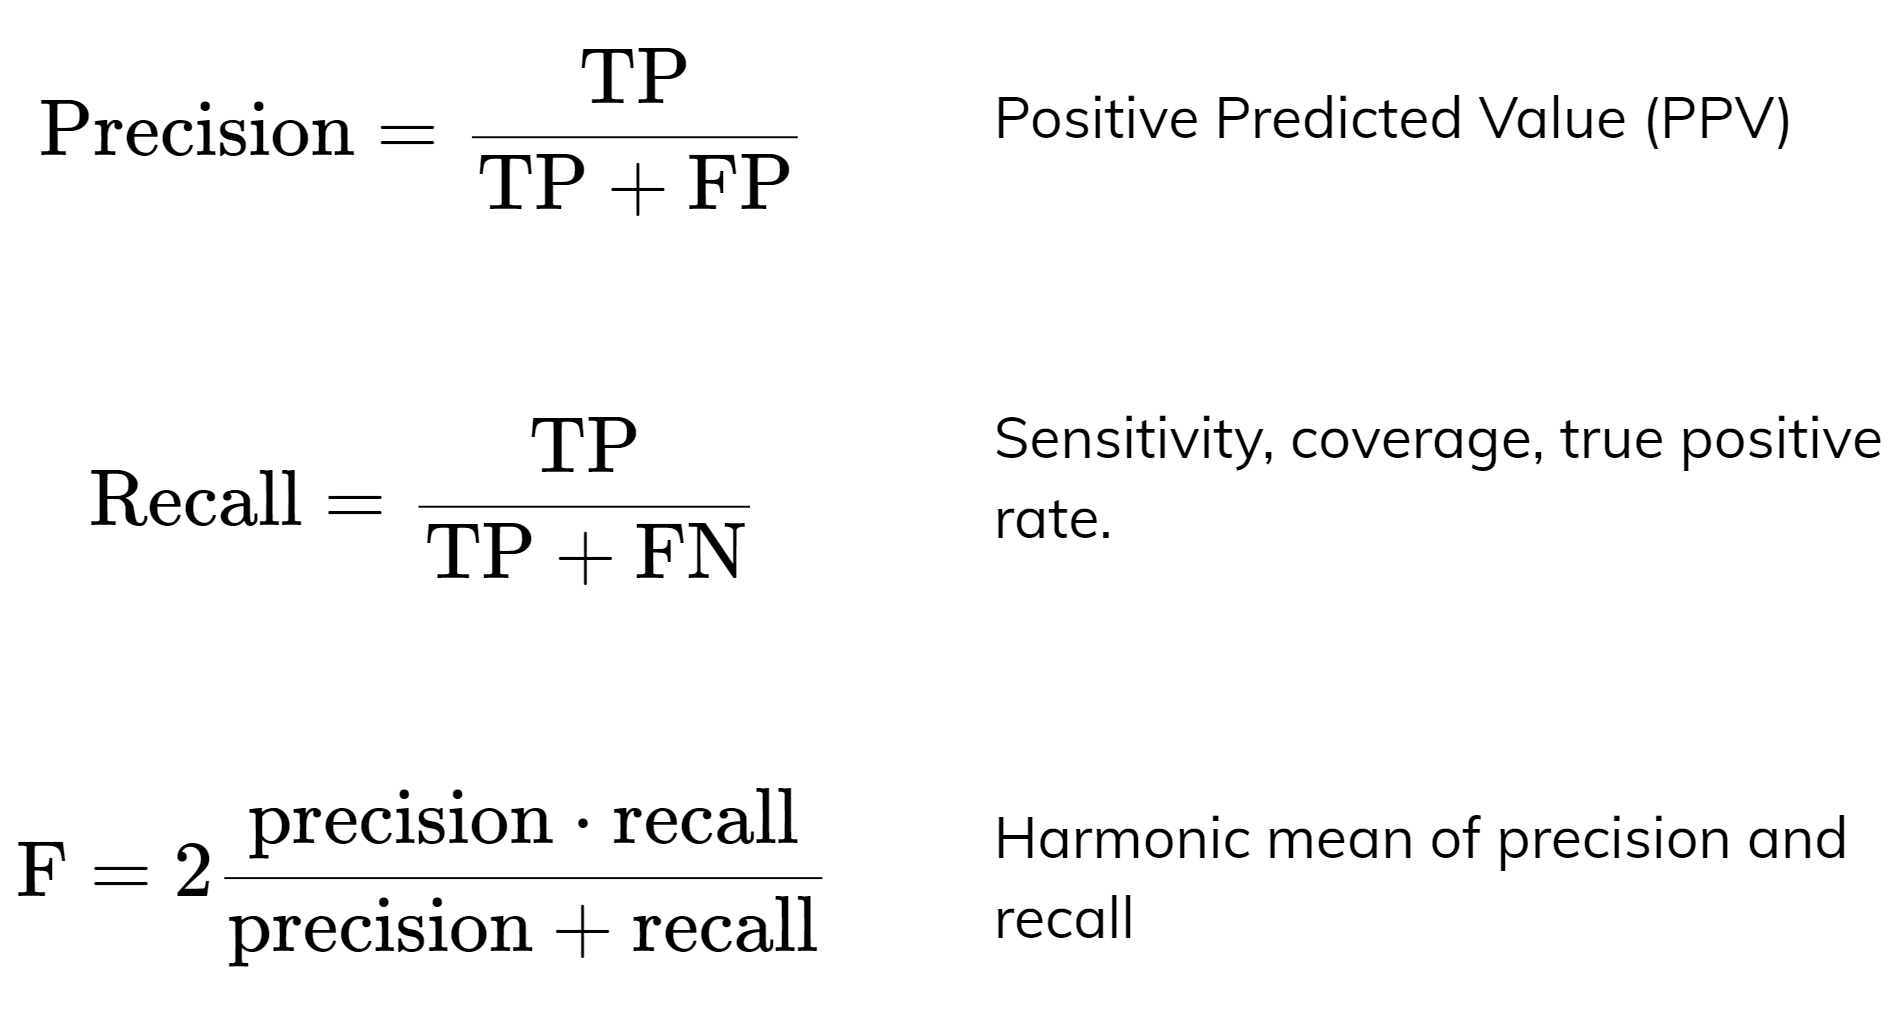 Precision = TP / (TP + FP)
Positive Predicted Value (PPV)
Recall = TP / (TP + FN)
Sensitivity, coverage, true positive
rate.
F = 2 (precision · recall) / (precision + recall)
Harmonic mean of precision and
recall